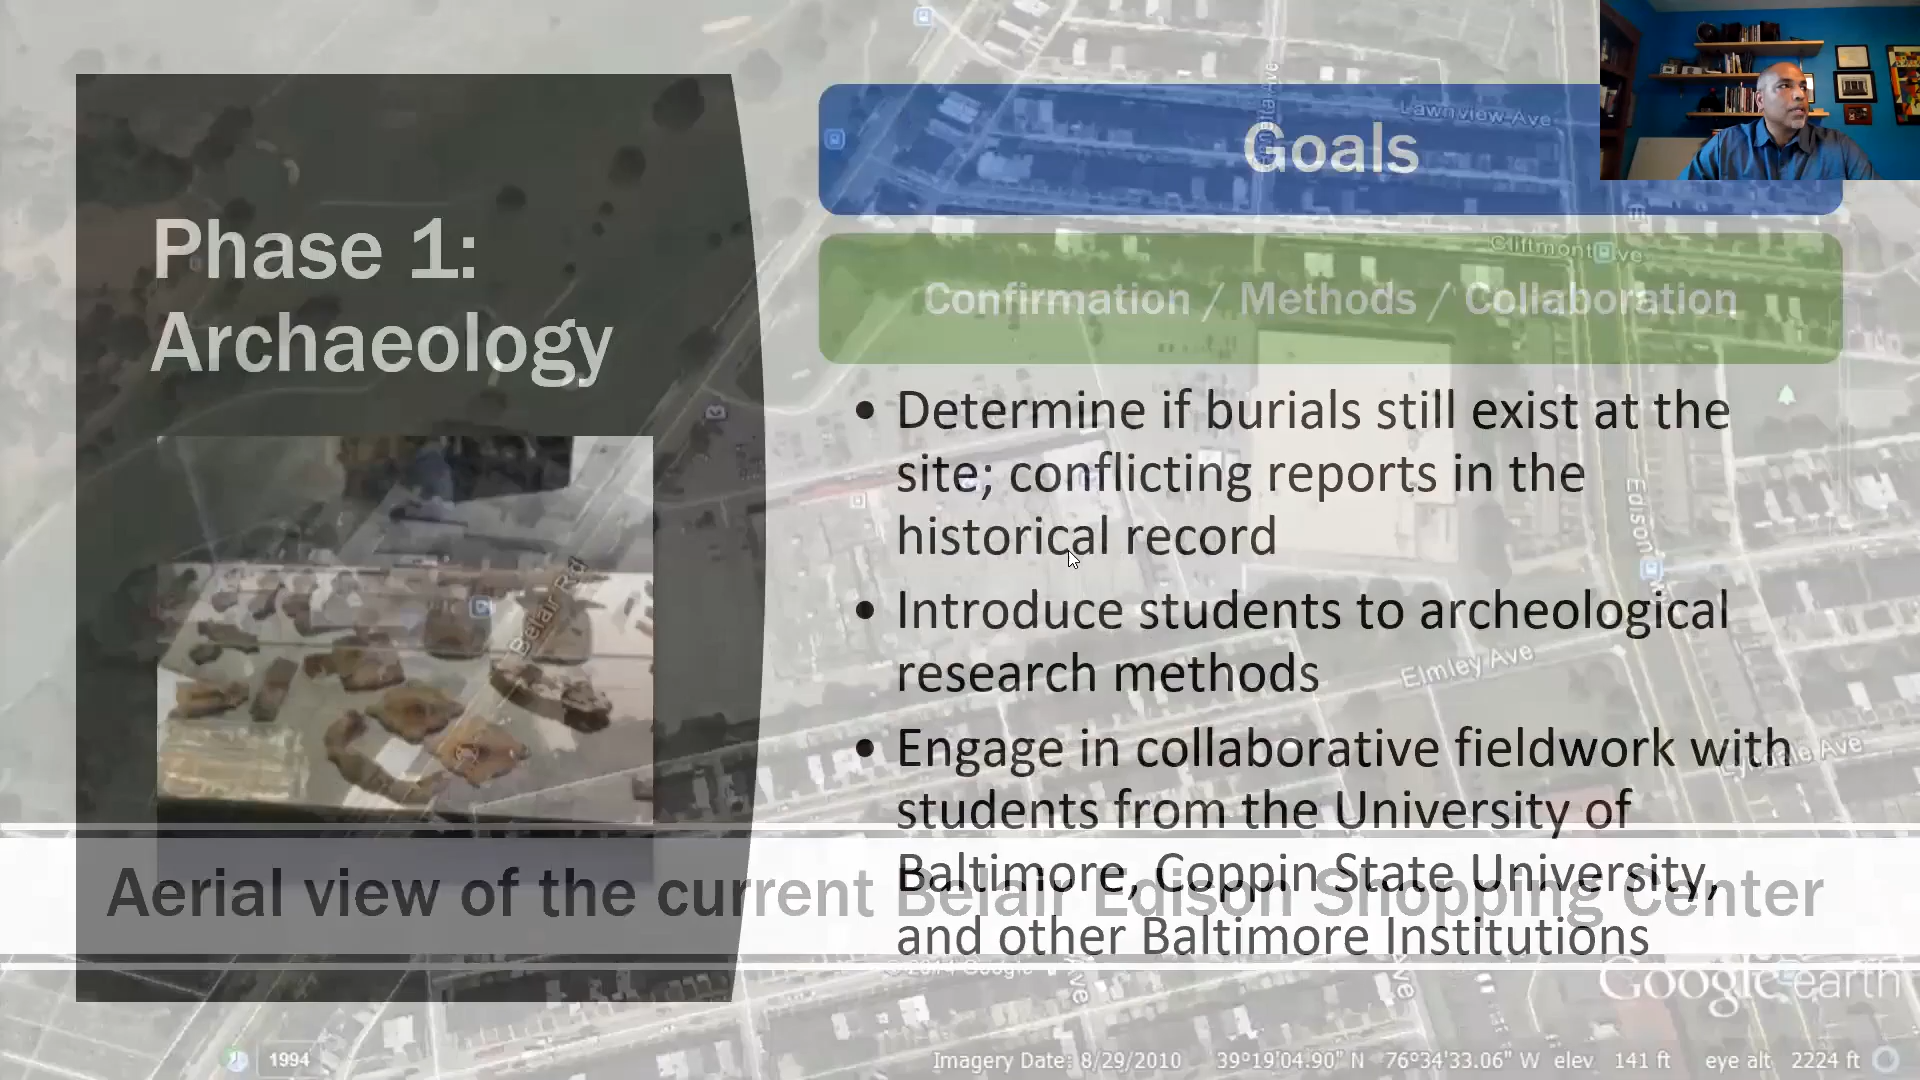 Phase 1:
Archaeology
Goals
Confirmation / Methods / Collaboration
• Determine if burials still exist at the
site; conflicting reports in the
historical record
• Introduce students to archeological
research methods
• Engage in collaborative fieldwork with
students from the University of
Baltimore, Coppin State University,
and other Baltimore Institutions
Aerial view of the current Belair Edison Shopping Center
Lawnview Ave
Cliftmont Ave
Edison
Belair Rd
Elmley Ave
Lyndale Ave
Ave
Ave
Google earth
1994
Imagery Date: 8/29/2010 39°19'04.90" N 76°34'33.06" W elev 141 ft eye alt 2224 ft